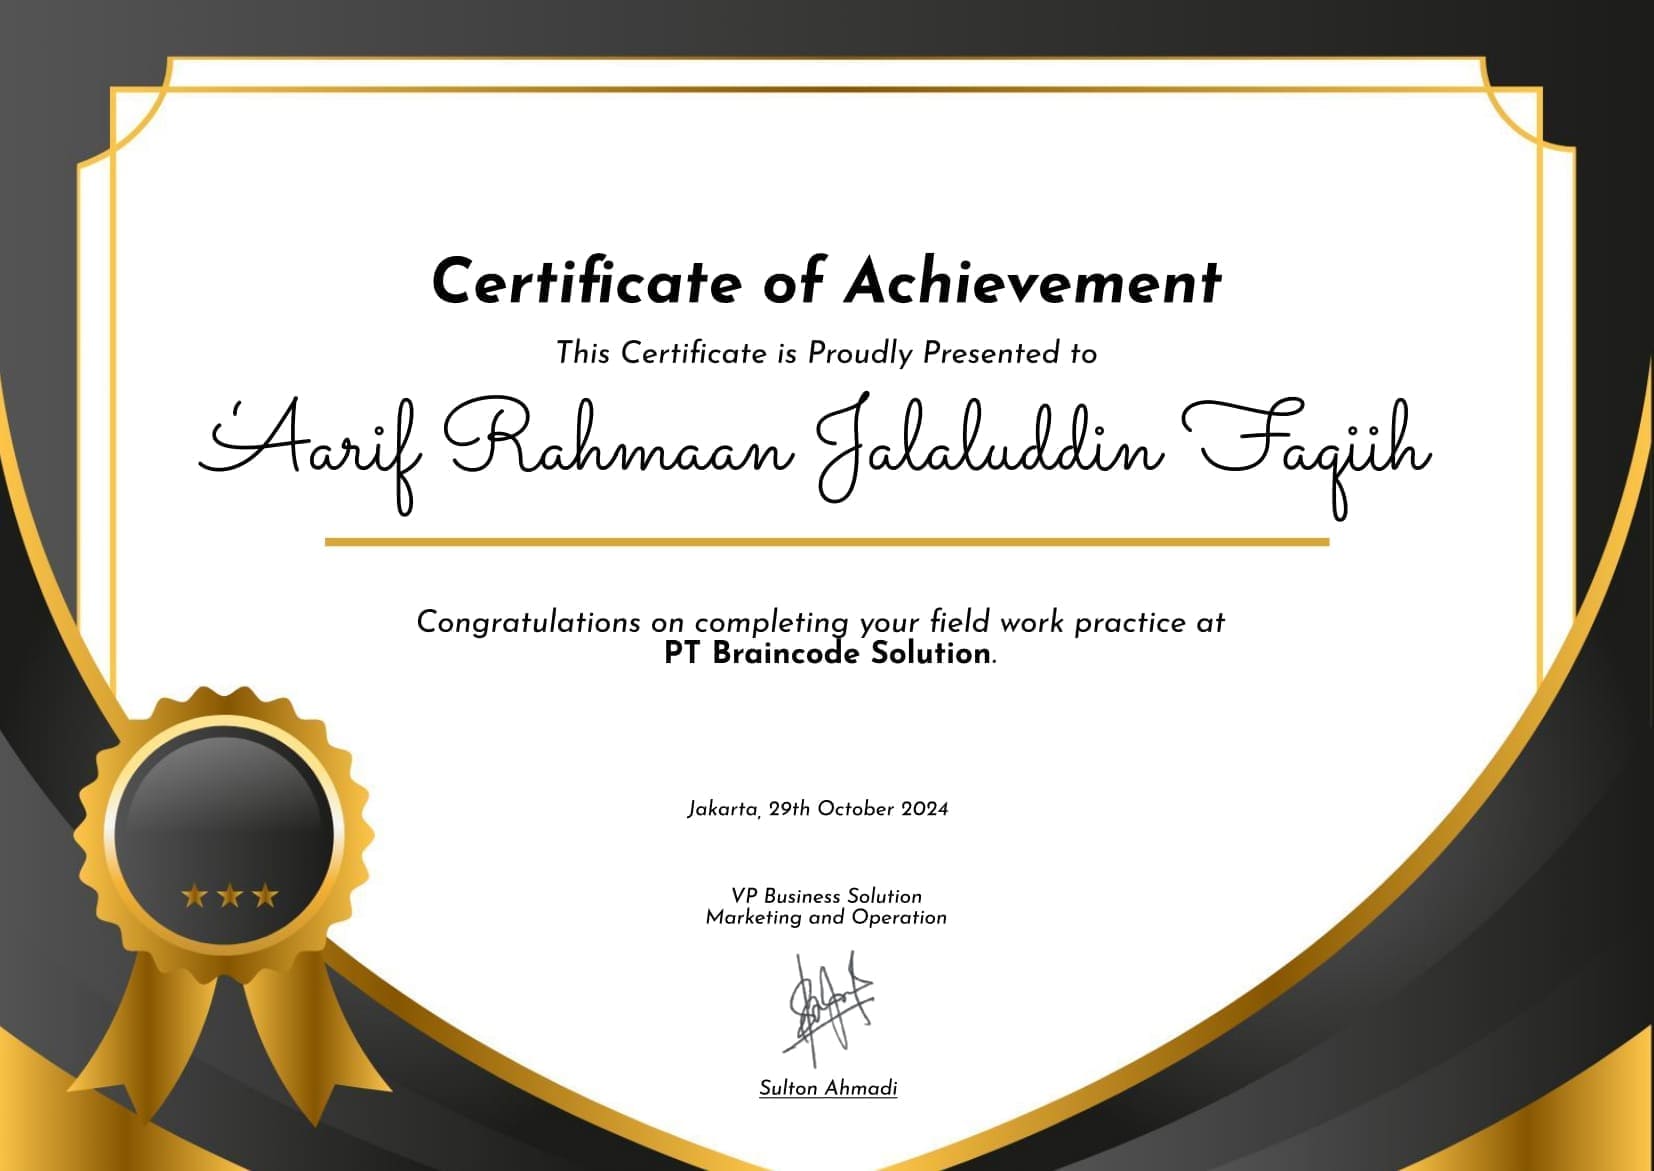 Certificate of Achievement
This Certificate is Proudly Presented to
Aarif Rahmaan Jalaluddin Faqiih
Congratulations on completing your field work practice at
PT Braincode Solution.
Jakarta, 29th October 2024
VP Business Solution
Marketing and Operation
Sulton Ahmadi